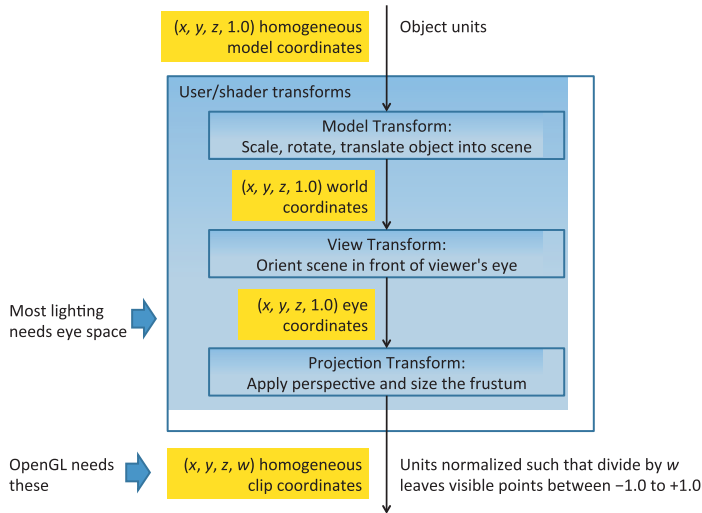 (x, y, z, 1.0) homogeneous
model coordinates
Object units
User/shader transforms
Model Transform:
Scale, rotate, translate object into scene
(x, y, z, 1.0) world
coordinates
View Transform:
Orient scene in front of viewer's eye
(x, y, z, 1.0) eye
coordinates
Most lighting
needs eye space
Projection Transform:
Apply perspective and size the frustum
OpenGL needs
these
(x, y, z, w) homogeneous
clip coordinates
Units normalized such that divide by w
leaves visible points between −1.0 to +1.0